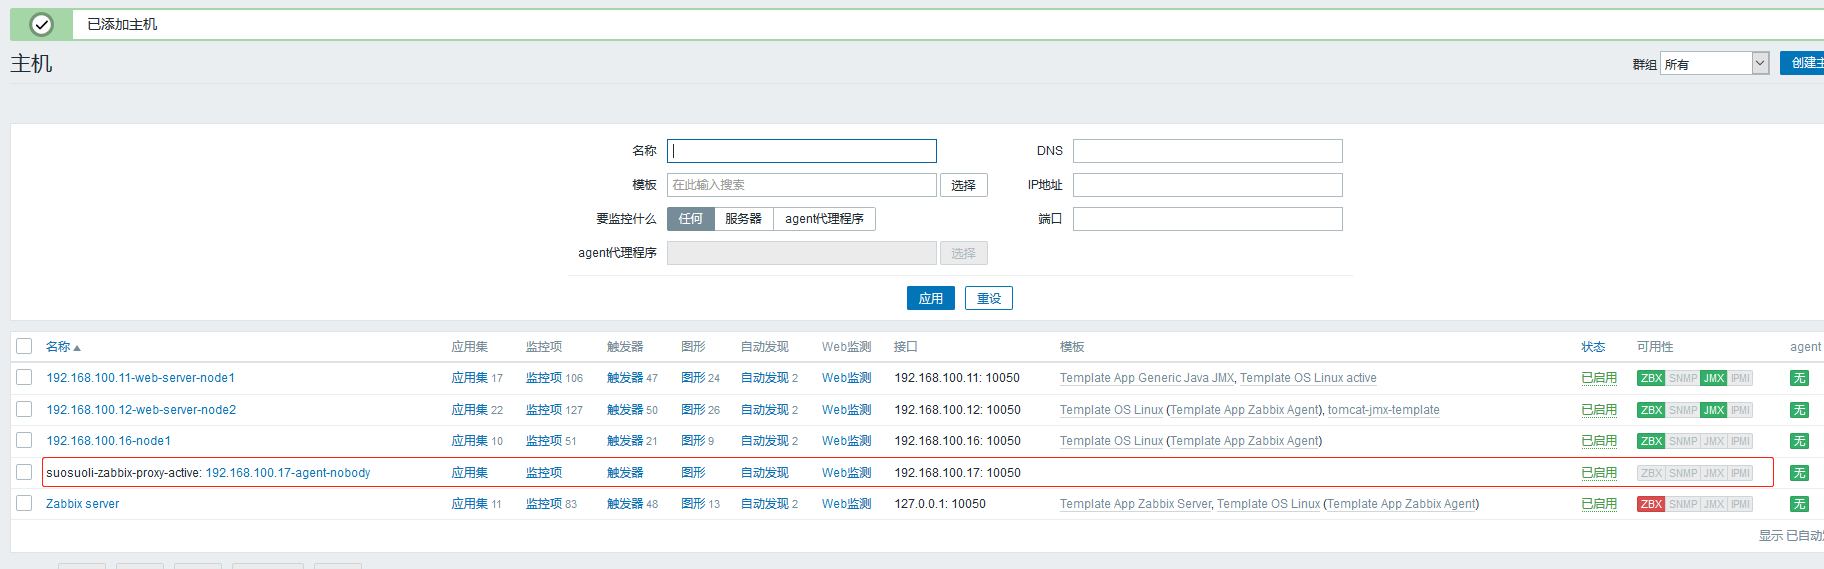 已添加主机
主机
群组 所有 创建主
名称 DNS
模板 在此输入搜索 选择 IP地址
要监控什么 任何 服务器 agent代理程序 端口
agent代理程序 选择
应用 重设
名称 应用集 监控项 触发器 图形 自动发现 Web监测 接口 模板 状态 可用性 agent
192.168.100.11-web-server-node1 应用集 17 监控项 106 触发器 47 图形 24 自动发现 2 Web监测 192.168.100.11: 10050 Template App Generic Java JMX, Template OS Linux active 已启用 ZBX SNMP JMX IPMI 无
192.168.100.12-web-server-node2 应用集 22 监控项 127 触发器 50 图形 26 自动发现 2 Web监测 192.168.100.12: 10050 Template OS Linux (Template App Zabbix Agent), tomcat-jmx-template 已启用 ZBX SNMP JMX IPMI 无
192.168.100.16-node1 应用集 10 监控项 51 触发器 21 图形 9 自动发现 2 Web监测 192.168.100.16: 10050 Template OS Linux (Template App Zabbix Agent) 已启用 ZBX SNMP JMX IPMI 无
suosuoli-zabbix-proxy-active: 192.168.100.17-agent-nobody 应用集 监控项 触发器 图形 自动发现 Web监测 192.168.100.17: 10050 已启用 ZBX SNMP JMX IPMI 无
Zabbix server 应用集 11 监控项 83 触发器 48 图形 13 自动发现 2 Web监测 127.0.0.1: 10050 Template App Zabbix Server, Template OS Linux (Template App Zabbix Agent) 已启用 ZBX SNMP JMX IPMI 无
显示 已自动